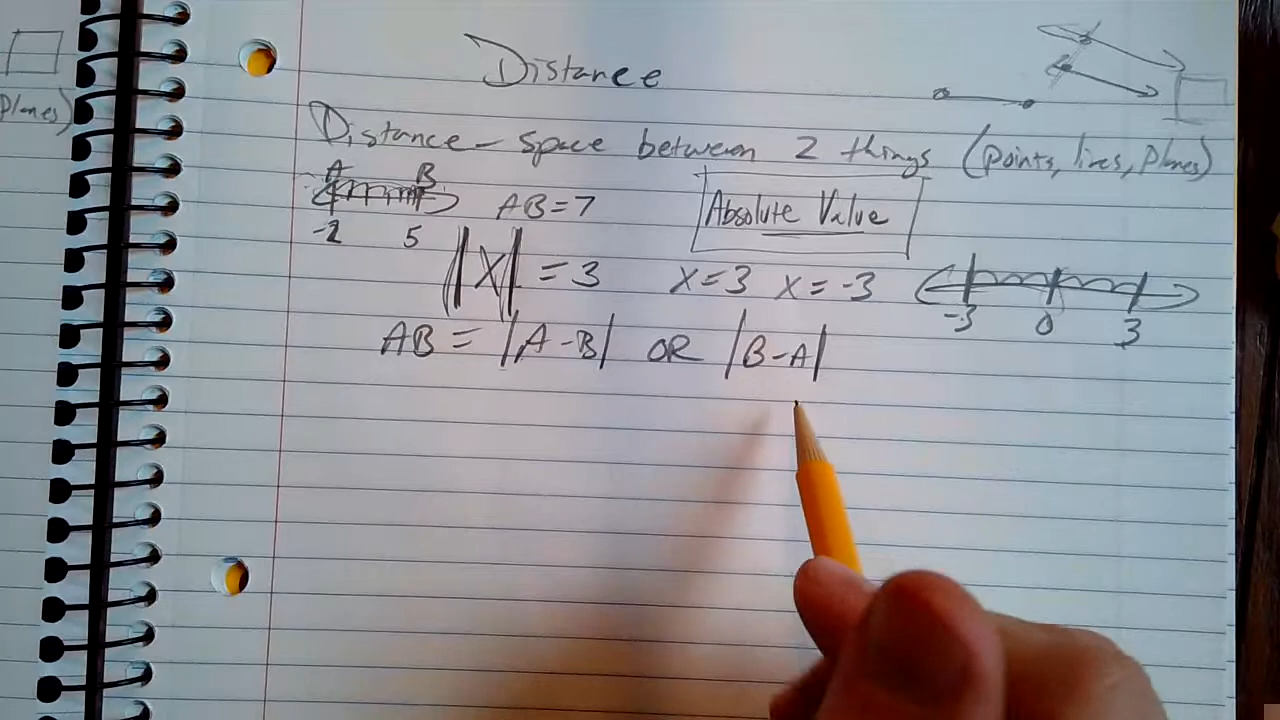 Distance
Planes)
Distance - space between 2 things (points, lines, planes)
A B
-2 5
AB=7
Absolute Value
|X| = 3 X=3 X=-3
-3 0 3
AB = |A-B| OR |B-A|